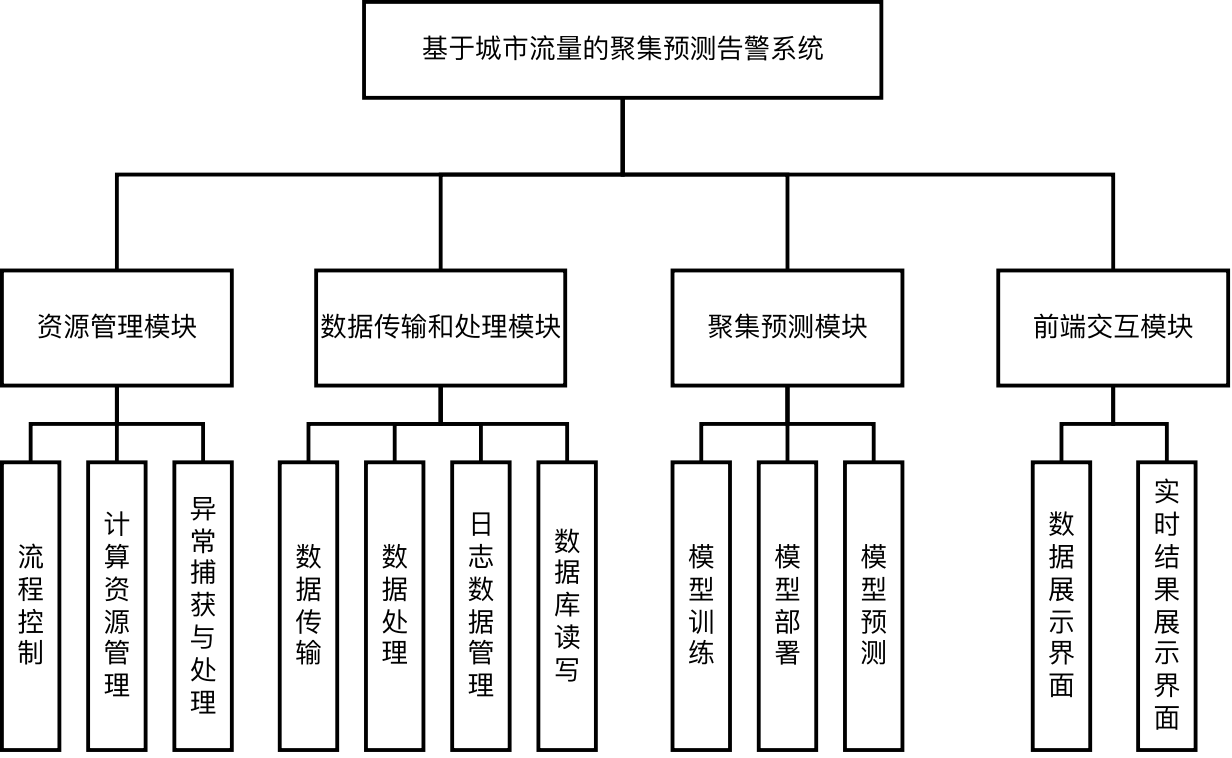 基于城市流量的聚集预测告警系统
资源管理模块
数据传输和处理模块
聚集预测模块
前端交互模块
流程控制
计算资源管理
异常捕获与处理
数据传输
数据处理
日志数据管理
数据库读写
模型训练
模型部署
模型预测
数据展示界面
实时结果展示界面